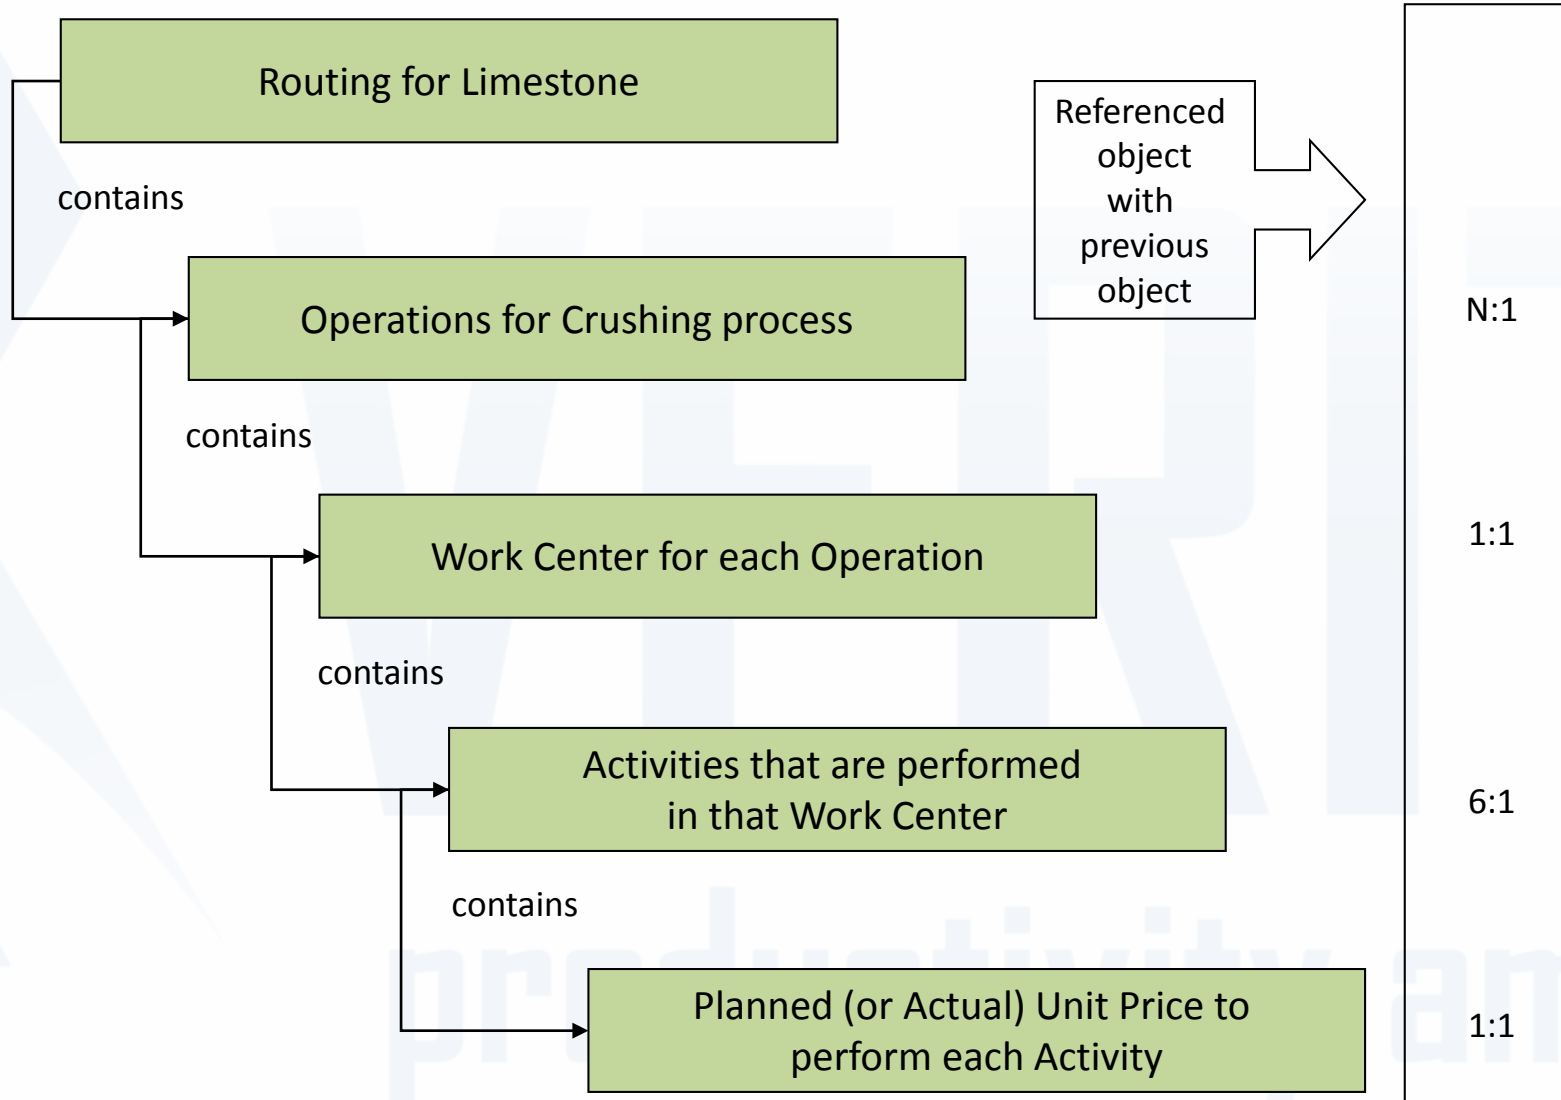 Routing for Limestone
contains
Referenced
object
with
previous
object
Operations for Crushing process
N:1
contains
Work Center for each Operation
1:1
contains
Activities that are performed
in that Work Center
6:1
contains
Planned (or Actual) Unit Price to
perform each Activity
1:1